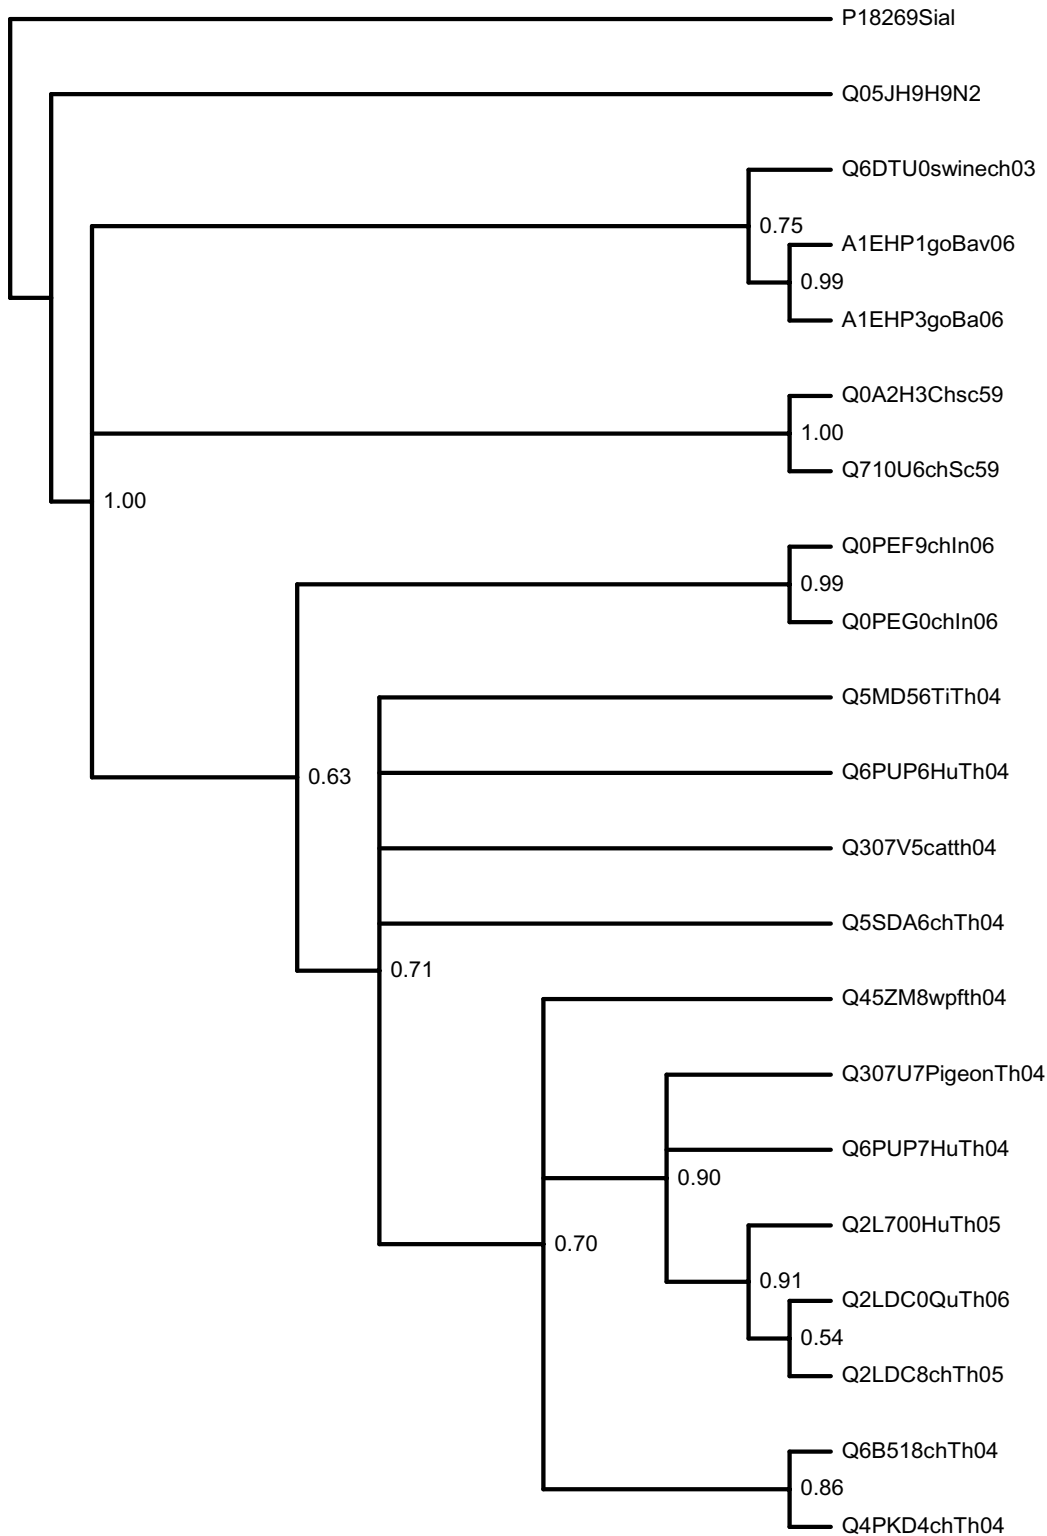 P18269Sial
Q05JH9H9N2
Q6DTU0swinech03
0.75
A1EHP1goBav06
0.99
A1EHP3goBa06
Q0A2H3Chsc59
1.00
Q710U6chSc59
1.00
Q0PEF9chIn06
0.99
Q0PEG0chIn06
Q5MD56TiTh04
Q6PUP6HuTh04
0.63
Q307V5catth04
Q5SDA6chTh04
0.71
Q45ZM8wpfth04
Q307U7PigeonTh04
Q6PUP7HuTh04
0.90
Q2L700HuTh05
0.70
0.91
Q2LDC0QuTh06
0.54
Q2LDC8chTh05
Q6B518chTh04
0.86
Q4PKD4chTh04